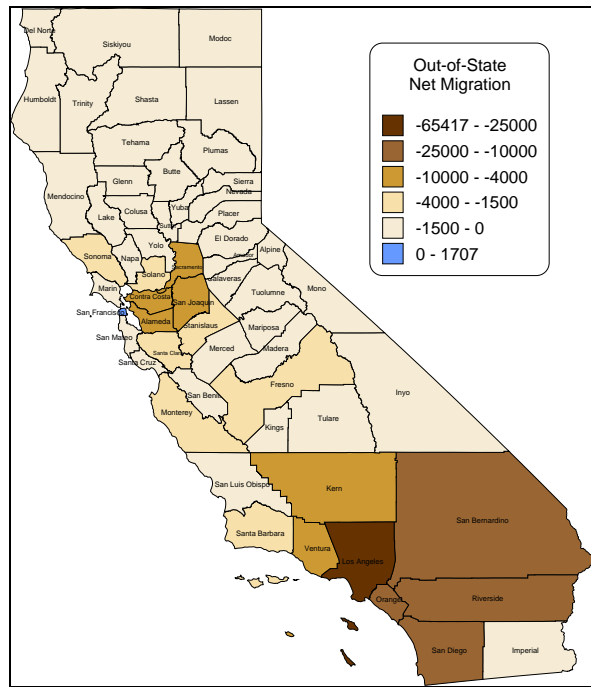 Out-of-State
Net Migration
-65417 - -25000
-25000 - -10000
-10000 - -4000
-4000 - -1500
-1500 - 0
0 - 1707
Del Norte
Siskiyou
Modoc
Humboldt
Trinity
Shasta
Lassen
Tehama
Plumas
Butte
Glenn
Sierra
Nevada
Mendocino
Yuba
Colusa
Lake
Placer
Sutt
Yolo
El Dorado
Alpine
Sonoma
Napa
Amador
Sacramento
Solano
Calaveras
Marin
Mono
Contra Costa
San Joaquin
Tuolumne
San Francisco
Alameda
Stanislaus
Mariposa
San Mateo
Santa Clara
Merced
Madera
Santa Cruz
Fresno
Inyo
San Benito
Monterey
Tulare
Kings
San Luis Obispo
Kern
San Bernardino
Santa Barbara
Ventura
Los Angeles
Orange
Riverside
San Diego
Imperial